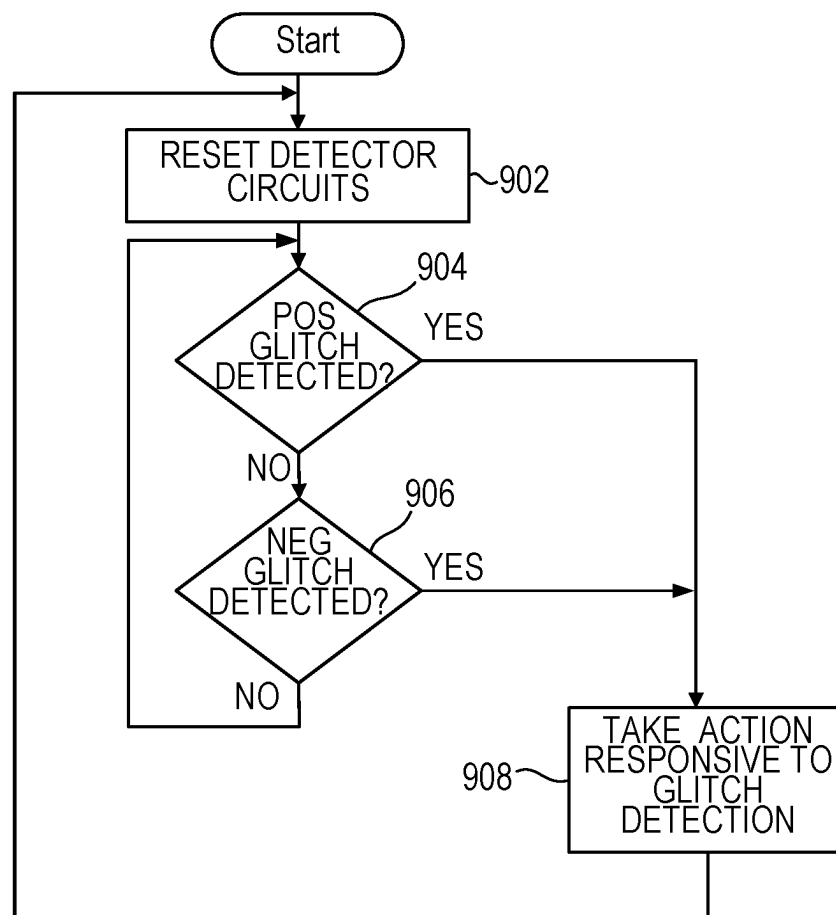 Start
RESET DETECTOR
CIRCUITS
902
904
POS
GLITCH
DETECTED?
YES
NO
906
NEG
GLITCH
DETECTED?
YES
NO
TAKE ACTION
RESPONSIVE TO
GLITCH
DETECTION
908